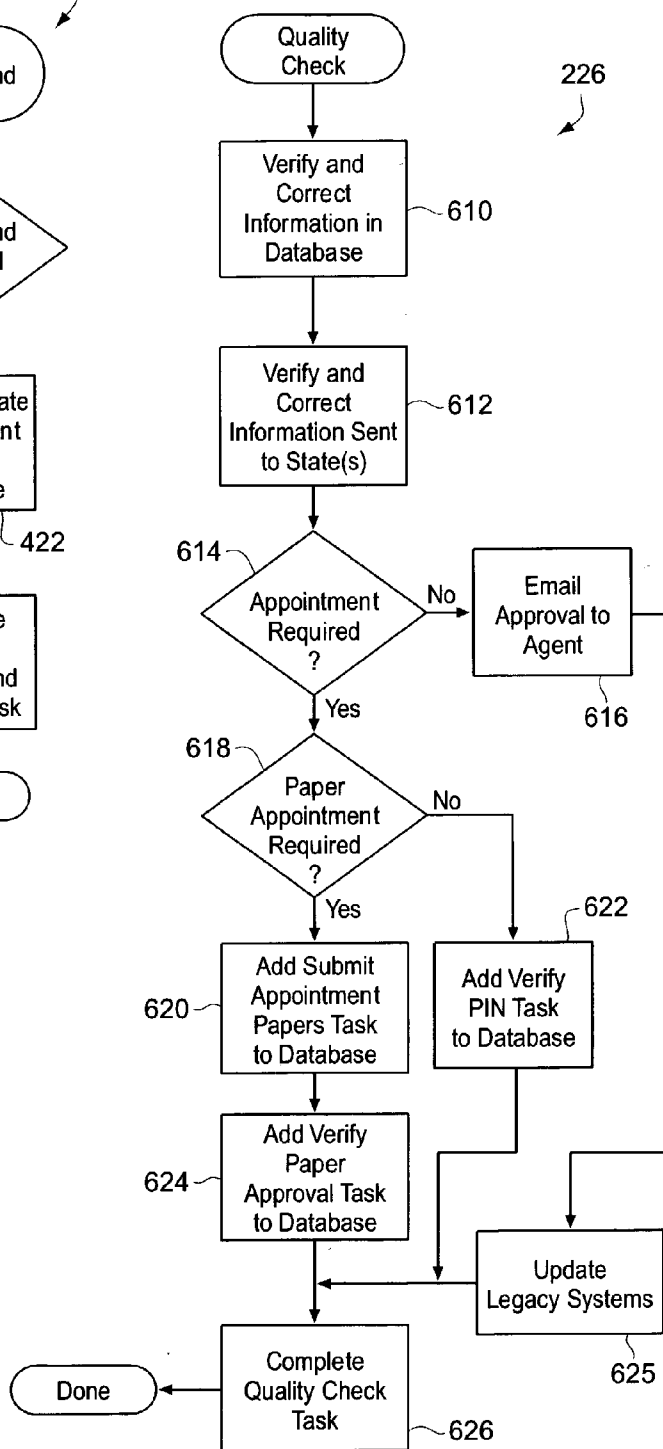 Quality
Check
226
Verify and
Correct
Information in
Database
610
Verify and
Correct
Information Sent
to State(s)
612
422
614
Appointment
Required
?
No
Email
Approval to
Agent
616
Yes
618
Paper
Appointment
Required
?
No
Yes
622
620
Add Submit
Appointment
Papers Task
to Database
Add Verify
PIN Task
to Database
624
Add Verify
Paper
Approval Task
to Database
Update
Legacy Systems
625
Complete
Quality Check
Task
626
Done